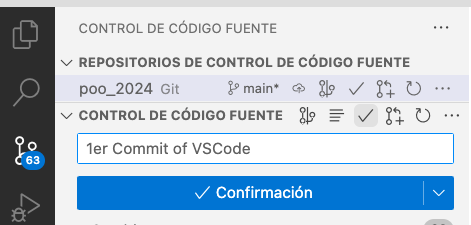 CONTROL DE CÓDIGO FUENTE
REPOSITORIOS DE CONTROL DE CÓDIGO FUENTE
poo_2024 Git main*
CONTROL DE CÓDIGO FUENTE
63
1er Commit of VSCode
Confirmación